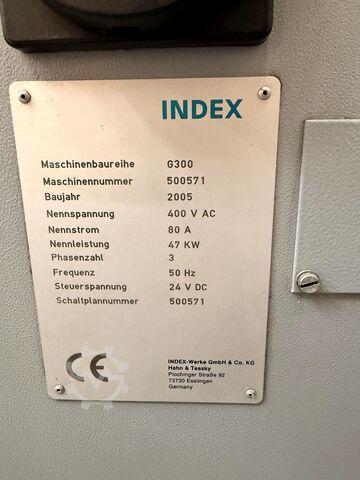 INDEX
Maschinenbaureihe G300
Maschinennummer 500571
Baujahr 2005
Nennspannung 400 V AC
Nennstrom 80 A
Nennleistung 47 KW
Phasenzahl 3
Frequenz 50 Hz
Steuerspannung 24 V DC
Schaltplannummer 500571
CE
INDEX-Werke GmbH & Co. KG
Hahn & Tessky
Plochinger Straße 92
73730 Esslingen
Germany